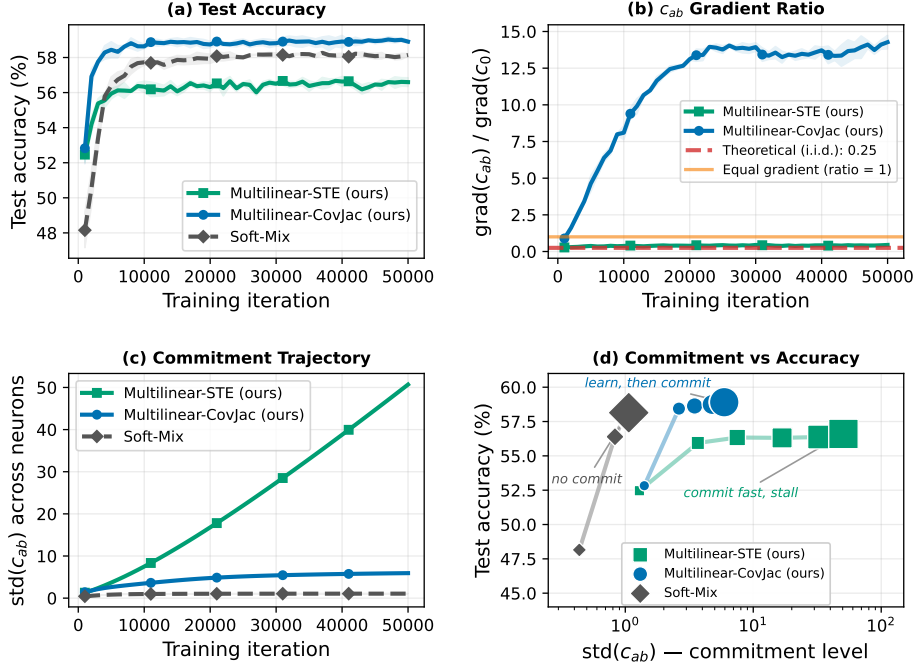 (a) Test Accuracy
58
56
54
52
50
48
Test accuracy (%)
Multilinear-STE (ours)
Multilinear-CovJac (ours)
Soft-Mix
0 10000 20000 30000 40000 50000
Training iteration
(b) c_ab Gradient Ratio
15.0
12.5
10.0
7.5
5.0
2.5
0.0
grad(c_ab) / grad(c_0)
Multilinear-STE (ours)
Multilinear-CovJac (ours)
Theoretical (i.i.d.): 0.25
Equal gradient (ratio = 1)
0 10000 20000 30000 40000 50000
Training iteration
(c) Commitment Trajectory
50
40
30
20
10
0
std(c_ab) across neurons
Multilinear-STE (ours)
Multilinear-CovJac (ours)
Soft-Mix
0 10000 20000 30000 40000 50000
Training iteration
(d) Commitment vs Accuracy
60.0
57.5
55.0
52.5
50.0
47.5
45.0
Test accuracy (%)
learn, then commit
no commit
commit fast, stall
Multilinear-STE (ours)
Multilinear-CovJac (ours)
Soft-Mix
10^0 10^1 10^2
std(c_ab) — commitment level